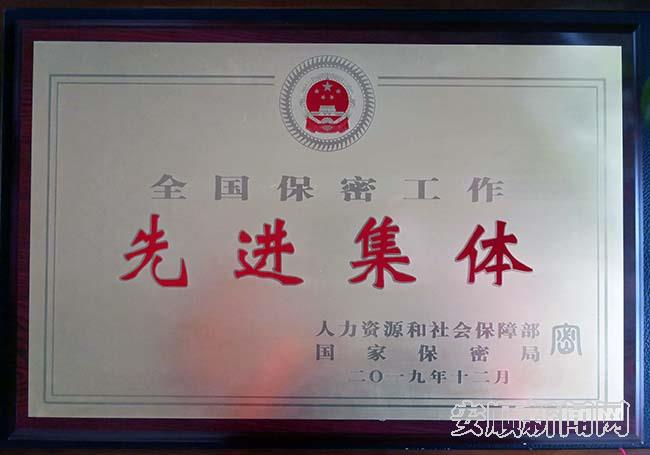 全国保密工作
先进集体
人力资源和社会保障部
国家保密局
密
二〇一九年十二月
安顺新闻网